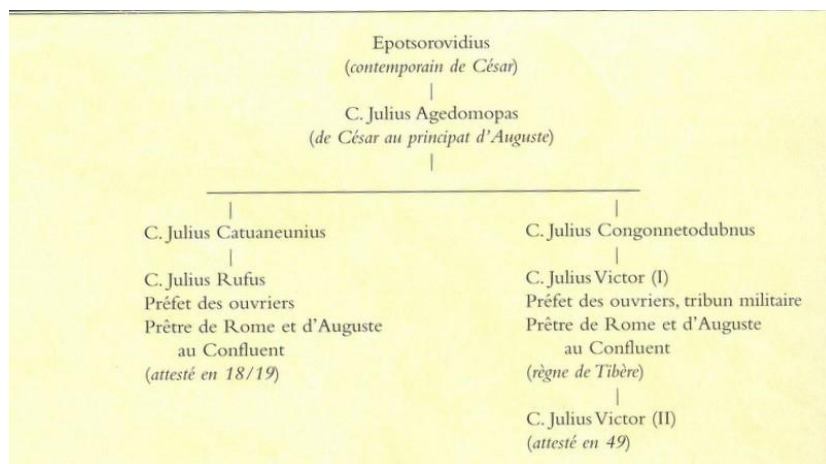 Epotsorovidius
(contemporain de César)
C. Julius Agedomopas
(de César au principat d'Auguste)
C. Julius Catuaneunius
C. Julius Rufus
Préfet des ouvriers
Prêtre de Rome et d'Auguste
au Confluent
(attesté en 18/19)
C. Julius Congonnetodubnus
C. Julius Victor (I)
Préfet des ouvriers, tribun militaire
Prêtre de Rome et d'Auguste
au Confluent
(règne de Tibère)
C. Julius Victor (II)
(attesté en 49)